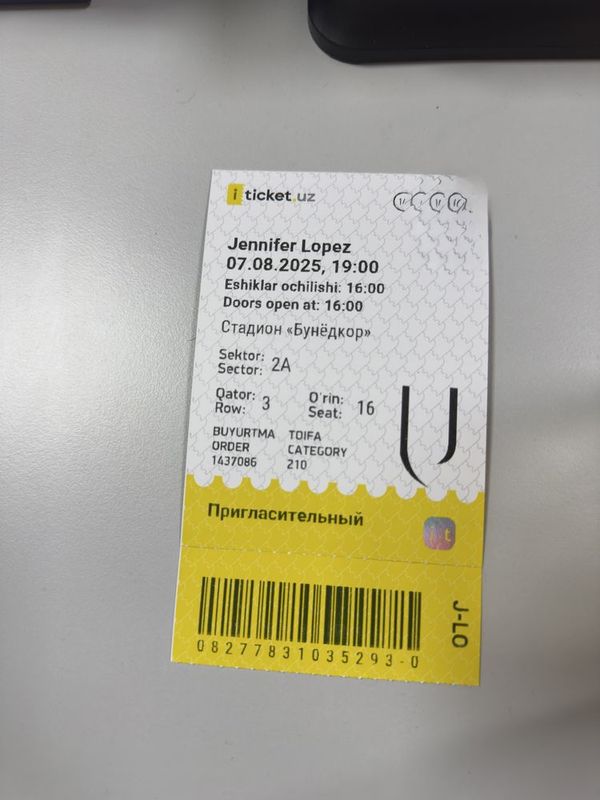 iticket.uz
Jennifer Lopez
07.08.2025, 19:00
Eshiklar ochilishi: 16:00
Doors open at: 16:00
Стадион «Бунёдкор»
Sektor:
Sector: 2A
Qator:
Row: 3
O'rin:
Seat: 16
BUYURTMA
ORDER
1437086
TOIFA
CATEGORY
210
Пригласительный
J-LO
08277831035293-0